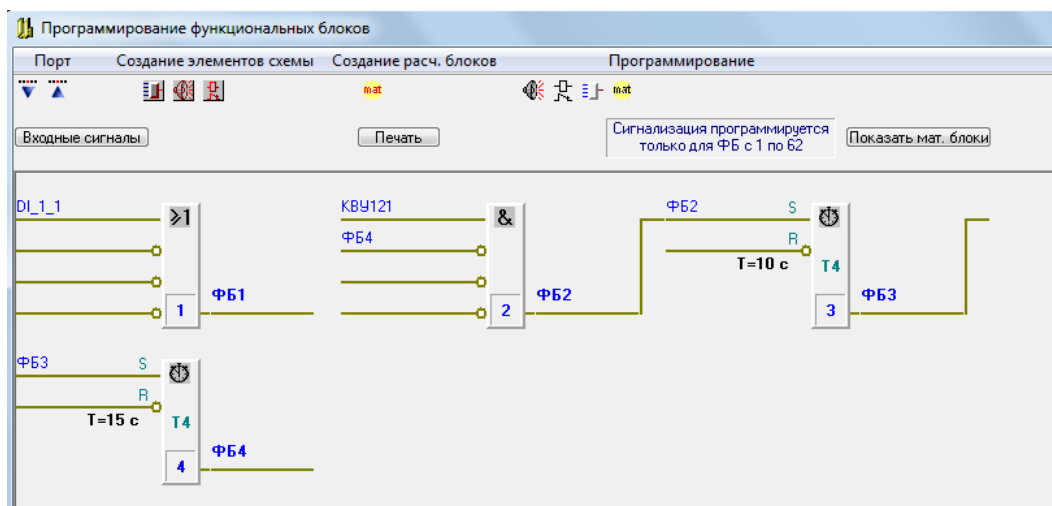 Программирование функциональных блоков
Порт Создание элементов схемы Создание расч. блоков Программирование
mat mat
Входные сигналы Печать Сигнализация программируется Показать мат. блоки
только для ФБ с 1 по 62
DI_1_1 ⩾1 КВУ121 & ФБ2 S
ФБ4 R
T=10 с T4
ФБ1 ФБ2 ФБ3
1 2 3
ФБ3 S
R
T=15 с T4
ФБ4
4